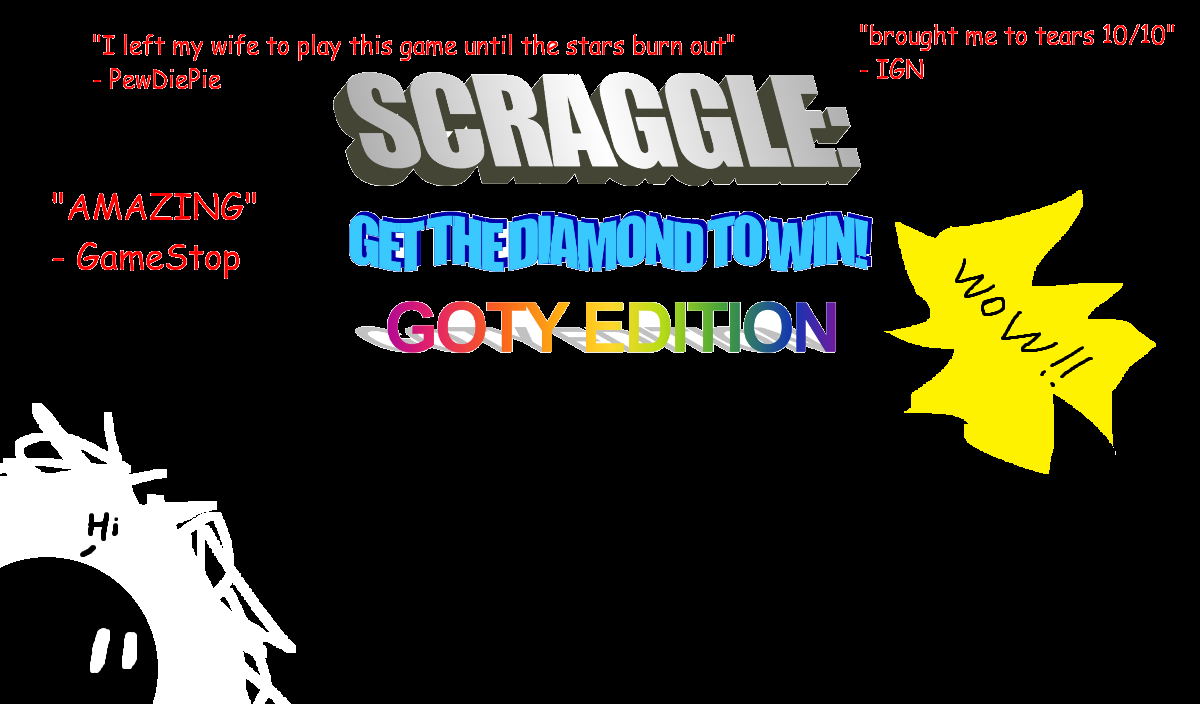 "I left my wife to play this game until the stars burn out"
- PewDiePie
"brought me to tears 10/10"
- IGN
SCRAGGLE:
"AMAZING"
- GameStop
GET THE DIAMOND TO WIN!
GOTY EDITION
WOW!!
Hi